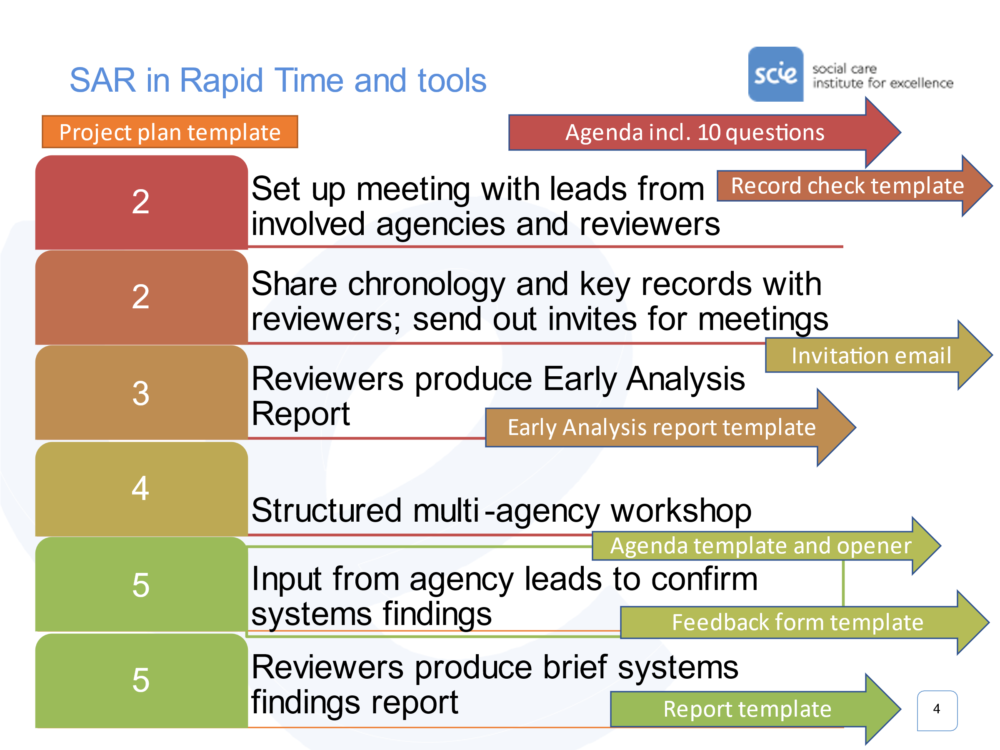 SAR in Rapid Time and tools
scie
social care
institute for excellence
Project plan template
Agenda incl. 10 questions
2
Set up meeting with leads from
involved agencies and reviewers
Record check template
2
Share chronology and key records with
reviewers; send out invites for meetings
Invitation email
3
Reviewers produce Early Analysis
Report
Early Analysis report template
4
Structured multi-agency workshop
Agenda template and opener
5
Input from agency leads to confirm
systems findings
Feedback form template
5
Reviewers produce brief systems
findings report
Report template
4